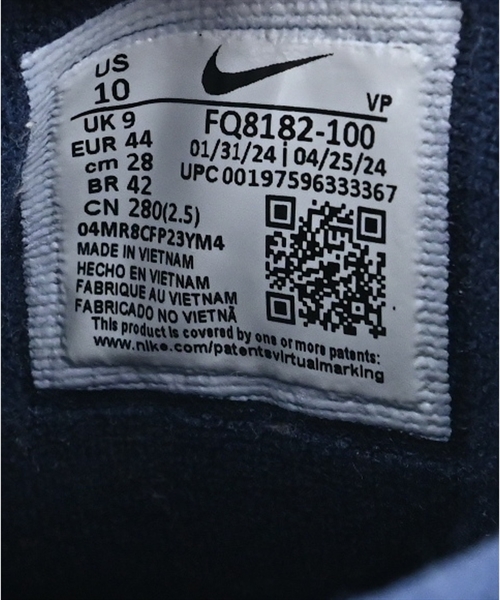 US
10
VP
UK 9
EUR 44
cm 28
BR 42
CN 280(2.5)
FQ8182-100
01/31/24 | 04/25/24
UPC 00197596333367
04MR8CFP23YM4
MADE IN VIETNAM
HECHO EN VIETNAM
FABRIQUE AU VIETNAM
FABRICADO NO VIETNÃ
This product is covered by one or more patents:
www.nike.com/patentsvirtualmarking